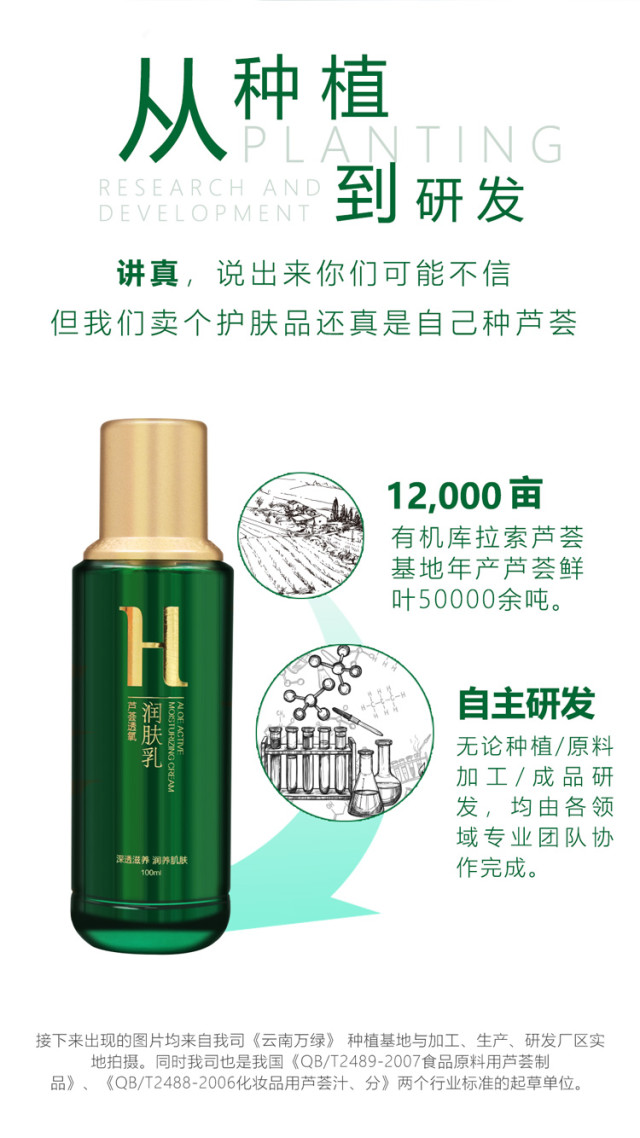 从种植
PLANTING
RESEARCH AND
DEVELOPMENT
到研发
讲真，说出来你们可能不信
但我们卖个护肤品还真是自己种芦荟
12,000亩
有机库拉索芦荟
基地年产芦荟鲜
叶50000余吨。
H
ALOE ACTIVE
MOISTURIZING CREAM
润肤乳
芦荟透氧
深透滋养 润养肌肤
100ml
自主研发
无论种植/原料
加工/成品研
发，均由各领
域专业团队协
作完成。
接下来出现的图片均来自我司《云南万绿》 种植基地与加工、生产、研发厂区实
地拍摄。同时我司也是我国《QB/T2489-2007食品原料用芦荟制
品》、《QB/T2488-2006化妆品用芦荟汁、分》两个行业标准的起草单位。